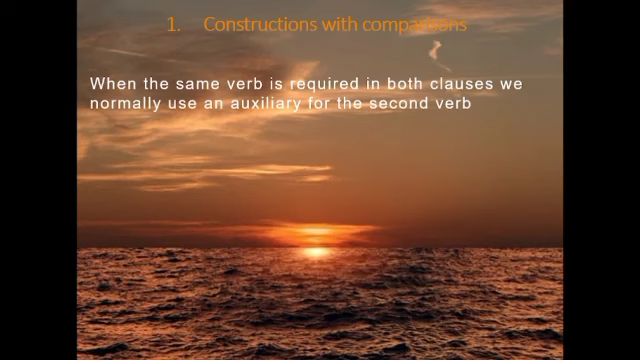 1. Constructions with comparisons
When the same verb is required in both clauses we
normally use an auxiliary for the second verb